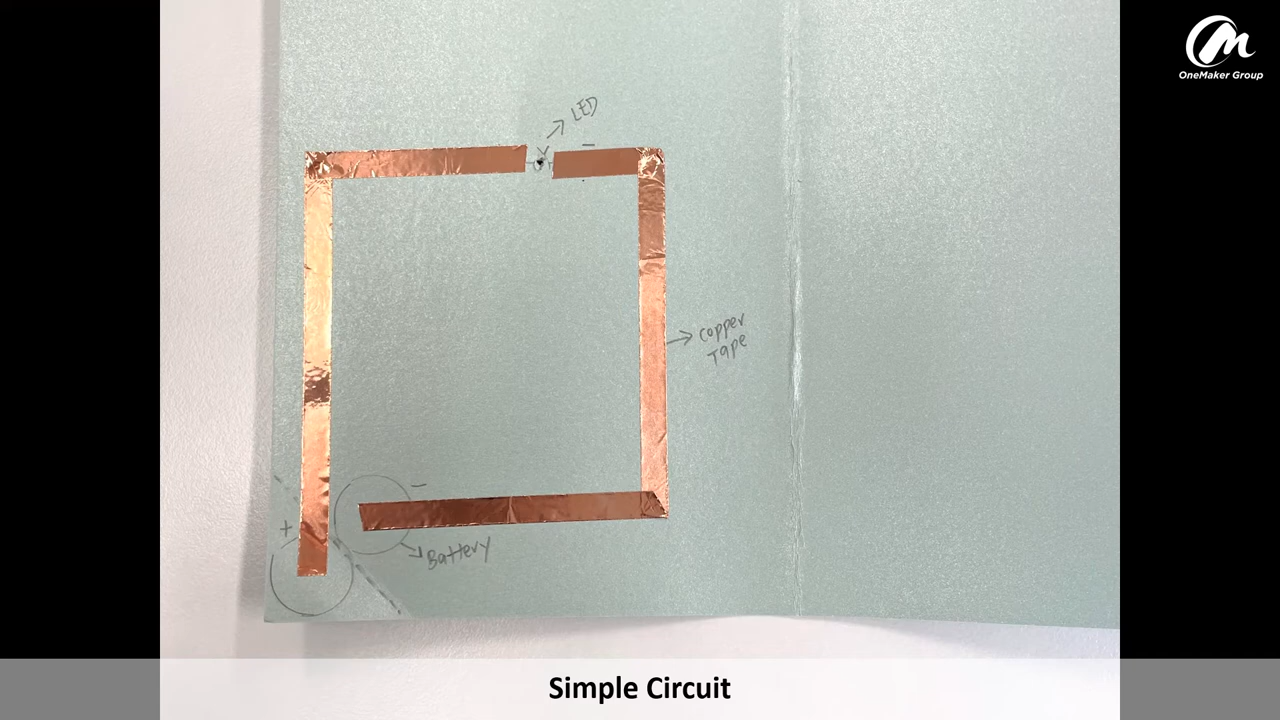 OneMaker Group
LED
−
Copper
Tape
−
+
Battery
Simple Circuit